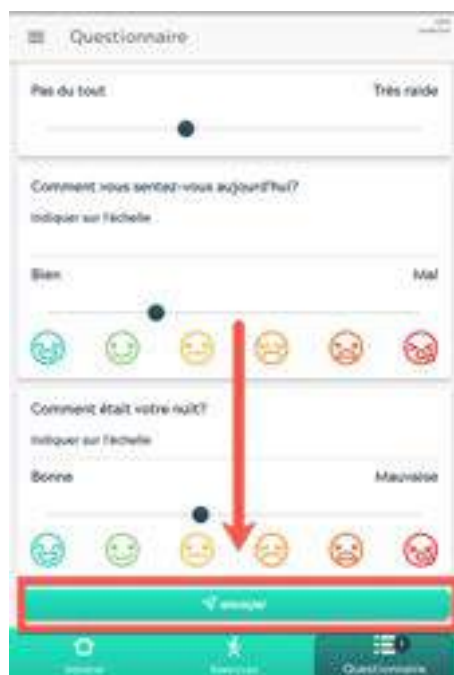 Questionnaire
Pas du tout Très raide
Comment vous sentez-vous aujourd'hui?
Indiquer sur l'échelle
Bien Mal
Comment était votre nuit?
Indiquer sur l'échelle
Bonne Mauvaise
envoyer
Exercices Questionnaire